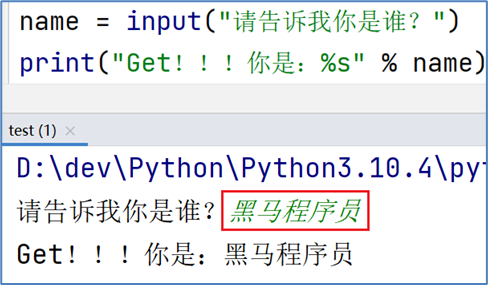 name = input("请告诉我你是谁？")
print("Get！！！你是：%s" % name)
test (1) ×
D:\dev\Python\Python3.10.4\pyt
请告诉我你是谁？黑马程序员
Get！！！你是：黑马程序员